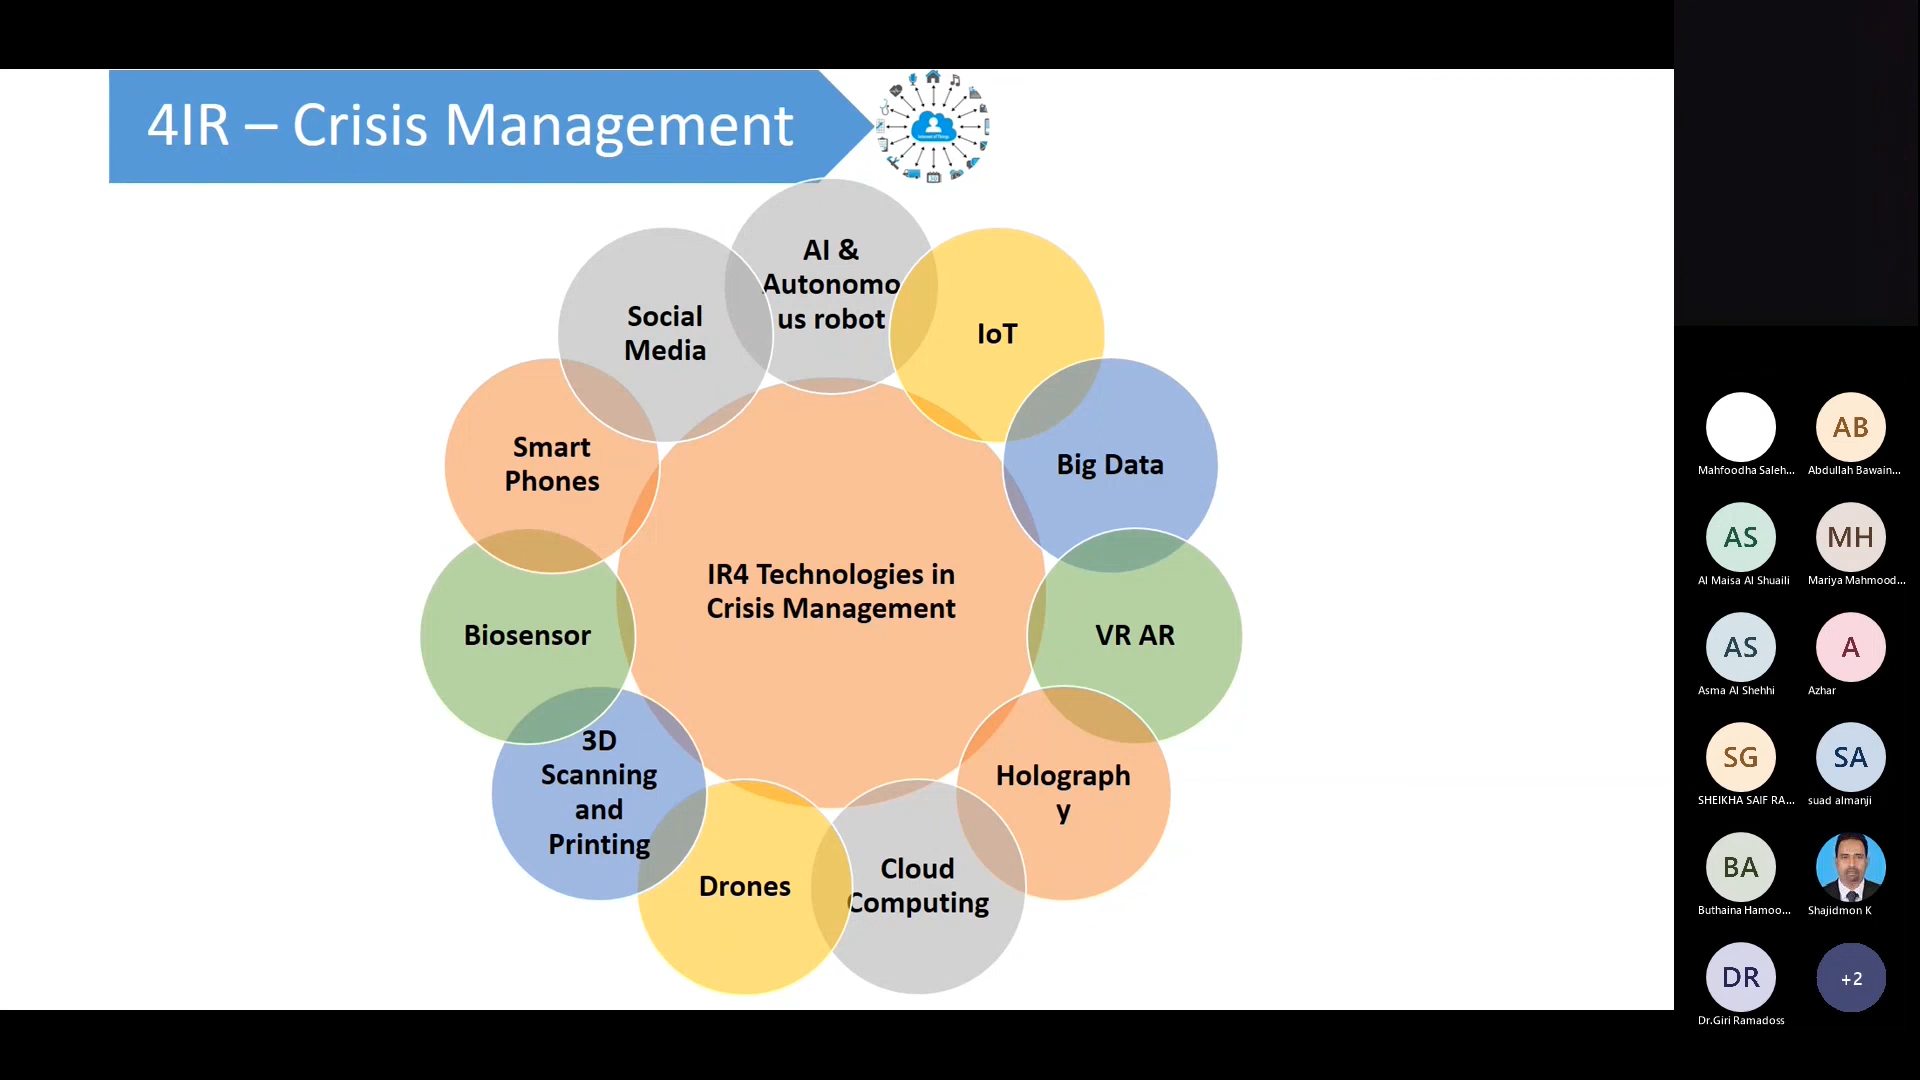 4IR – Crisis Management
AI &
Autonomo
us robot
IoT
Big Data
VR AR
Holograph
y
Cloud
Computing
Drones
3D
Scanning
and
Printing
Biosensor
Smart
Phones
Social
Media
IR4 Technologies in
Crisis Management
Mahfoodha Saleh...
AB
Abdullah Bawain...
AS
Al Maisa Al Shuaili
MH
Mariya Mahmood...
AS
Asma Al Shehhi
A
Azhar
SG
SHEIKHA SAIF RA...
SA
suad almanji
BA
Buthaina Hamoo...
Shajidmon K
DR
Dr.Giri Ramadoss
+2